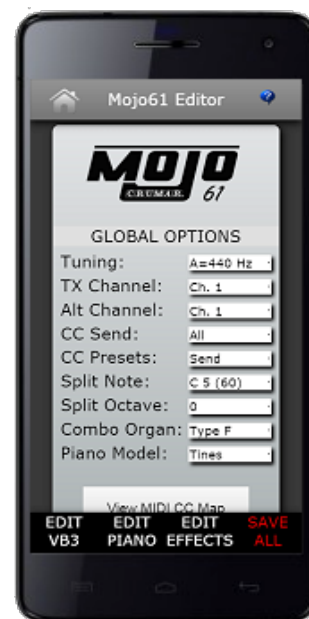 Mojo61 Editor
MOJO
CRUMAR 61
GLOBAL OPTIONS
Tuning: A=440 Hz
TX Channel: Ch. 1
Alt Channel: Ch. 1
CC Send: All
CC Presets: Send
Split Note: C 5 (60)
Split Octave: 0
Combo Organ: Type F
Piano Model: Tines
View MIDI CC Map
EDIT VB3 EDIT PIANO EDIT EFFECTS SAVE ALL